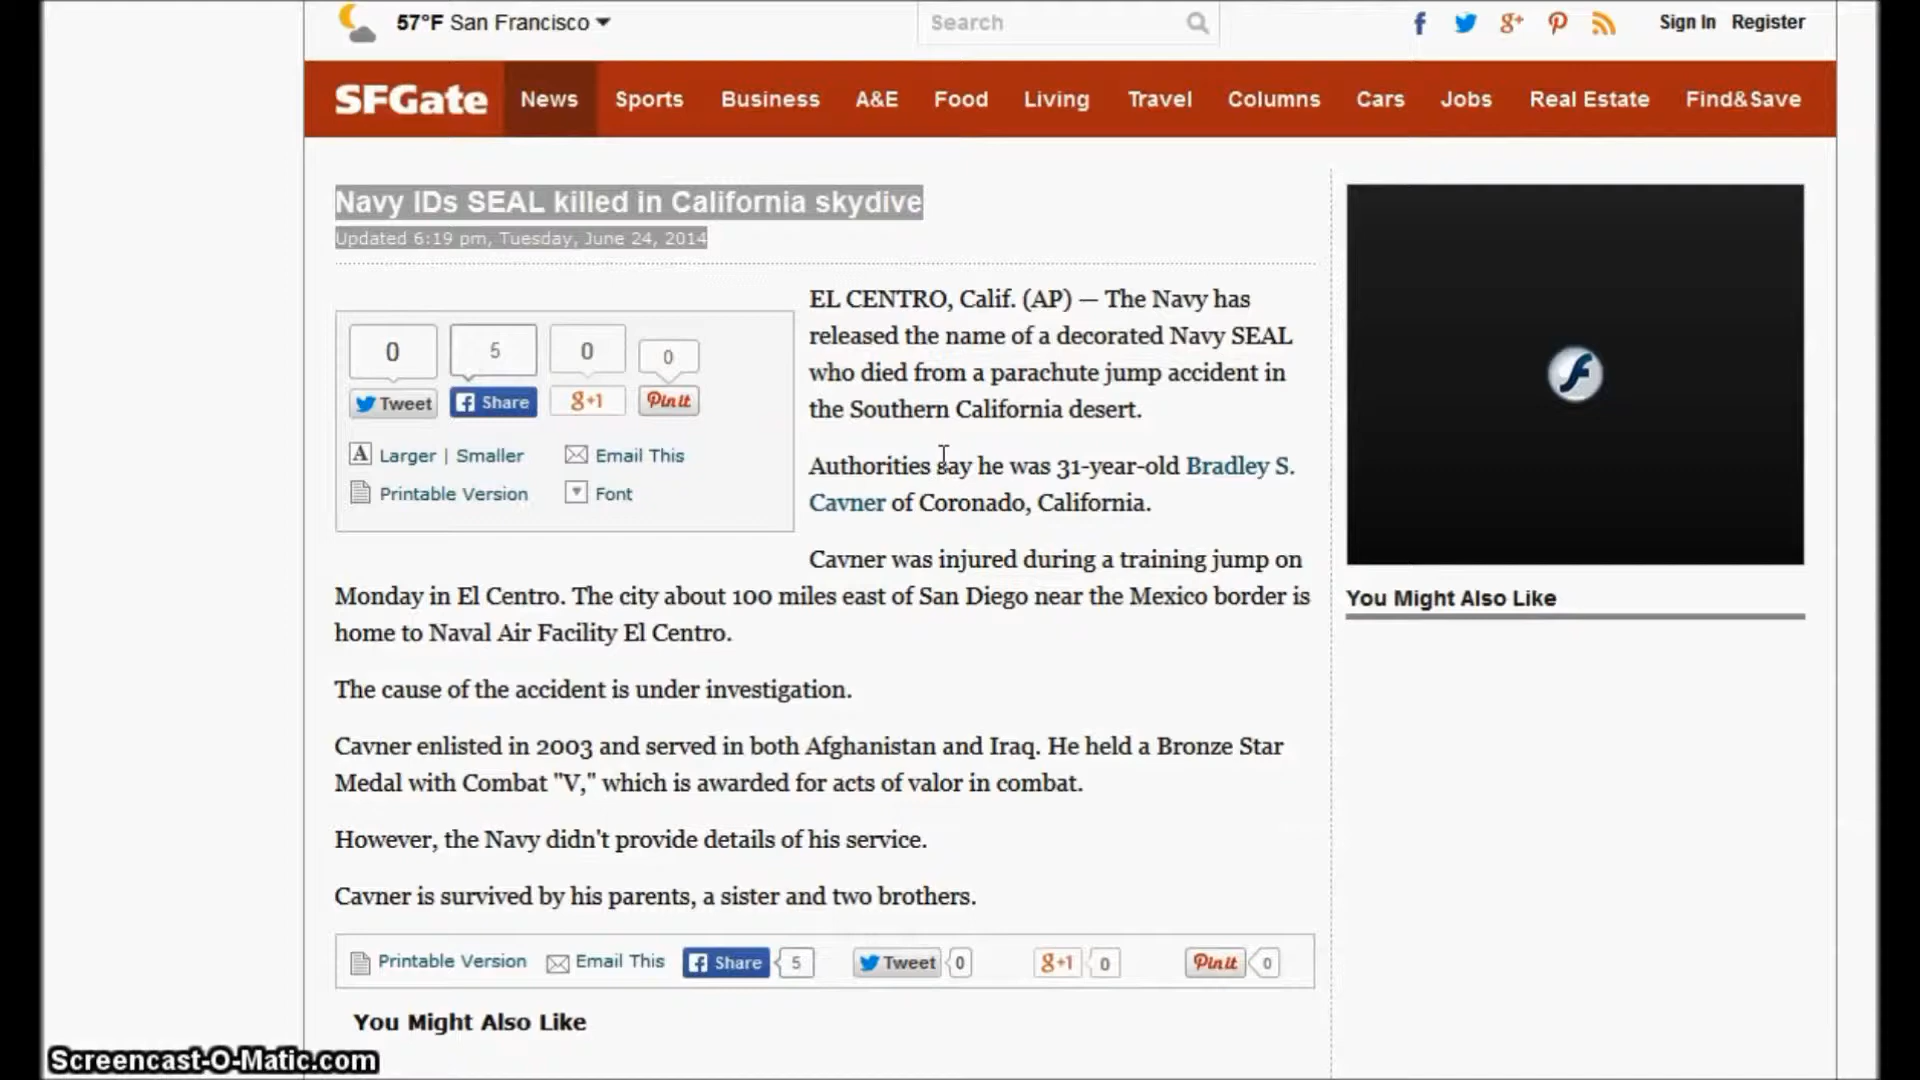 57°F San Francisco
Search
Sign In Register
SFGate News Sports Business A&E Food Living Travel Columns Cars Jobs Real Estate Find&Save
Navy IDs SEAL killed in California skydive
Updated 6:19 pm, Tuesday, June 24, 2014
0 5 0 0
Tweet Share g+1 Pin it
A Larger | Smaller Email This
Printable Version Font
EL CENTRO, Calif. (AP) — The Navy has
released the name of a decorated Navy SEAL
who died from a parachute jump accident in
the Southern California desert.
Authorities say he was 31-year-old Bradley S.
Cavner of Coronado, California.
Cavner was injured during a training jump on
Monday in El Centro. The city about 100 miles east of San Diego near the Mexico border is
home to Naval Air Facility El Centro.
The cause of the accident is under investigation.
Cavner enlisted in 2003 and served in both Afghanistan and Iraq. He held a Bronze Star
Medal with Combat "V," which is awarded for acts of valor in combat.
However, the Navy didn't provide details of his service.
Cavner is survived by his parents, a sister and two brothers.
Printable Version Email This Share 5 Tweet 0 g+1 0 Pin it 0
You Might Also Like
You Might Also Like
Screencast-O-Matic.com